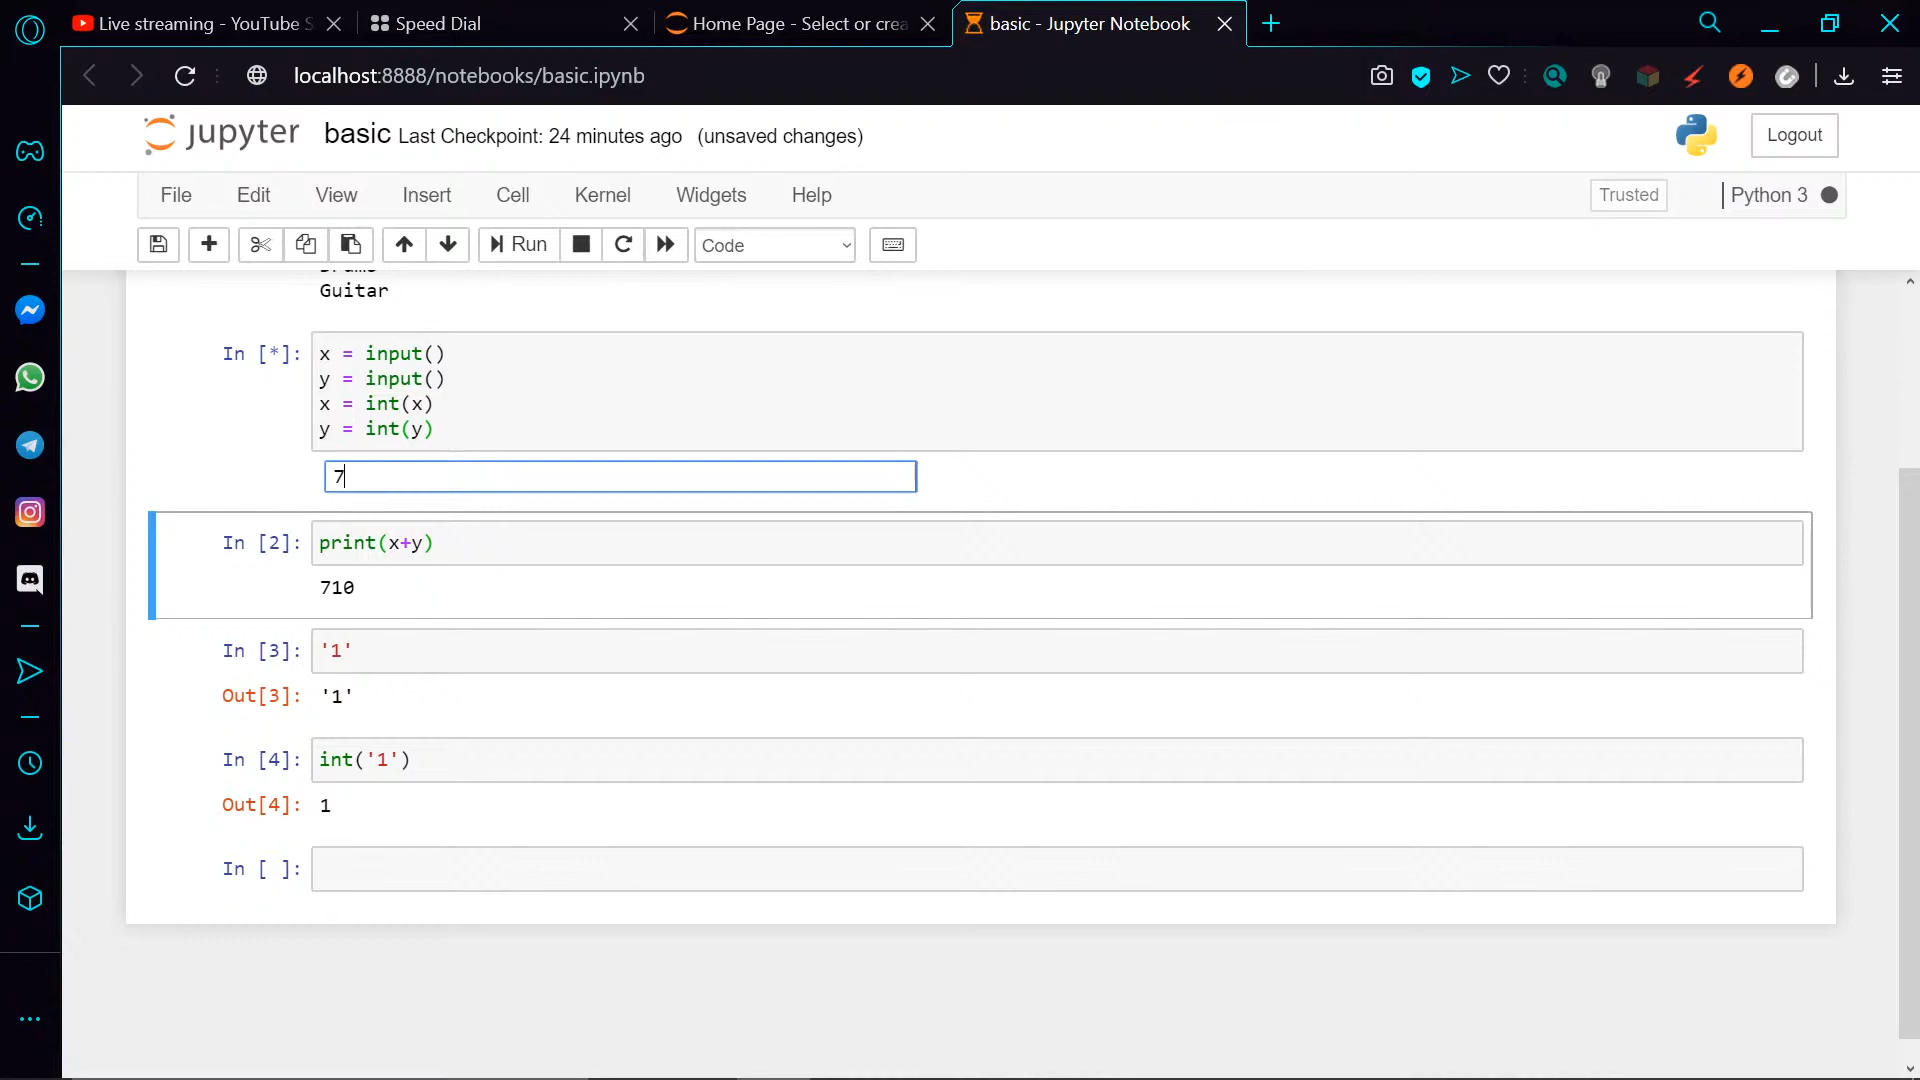 Live streaming - YouTube S
Speed Dial
Home Page - Select or crea
basic - Jupyter Notebook
localhost:8888/notebooks/basic.ipynb
jupyter basic Last Checkpoint: 24 minutes ago (unsaved changes)
Logout
File Edit View Insert Cell Kernel Widgets Help
Trusted
Python 3
Run
Code
Guitar
In [*]: x = input()
y = input()
x = int(x)
y = int(y)
7
In [2]: print(x+y)
710
In [3]: '1'
Out[3]: '1'
In [4]: int('1')
Out[4]: 1
In [ ]: